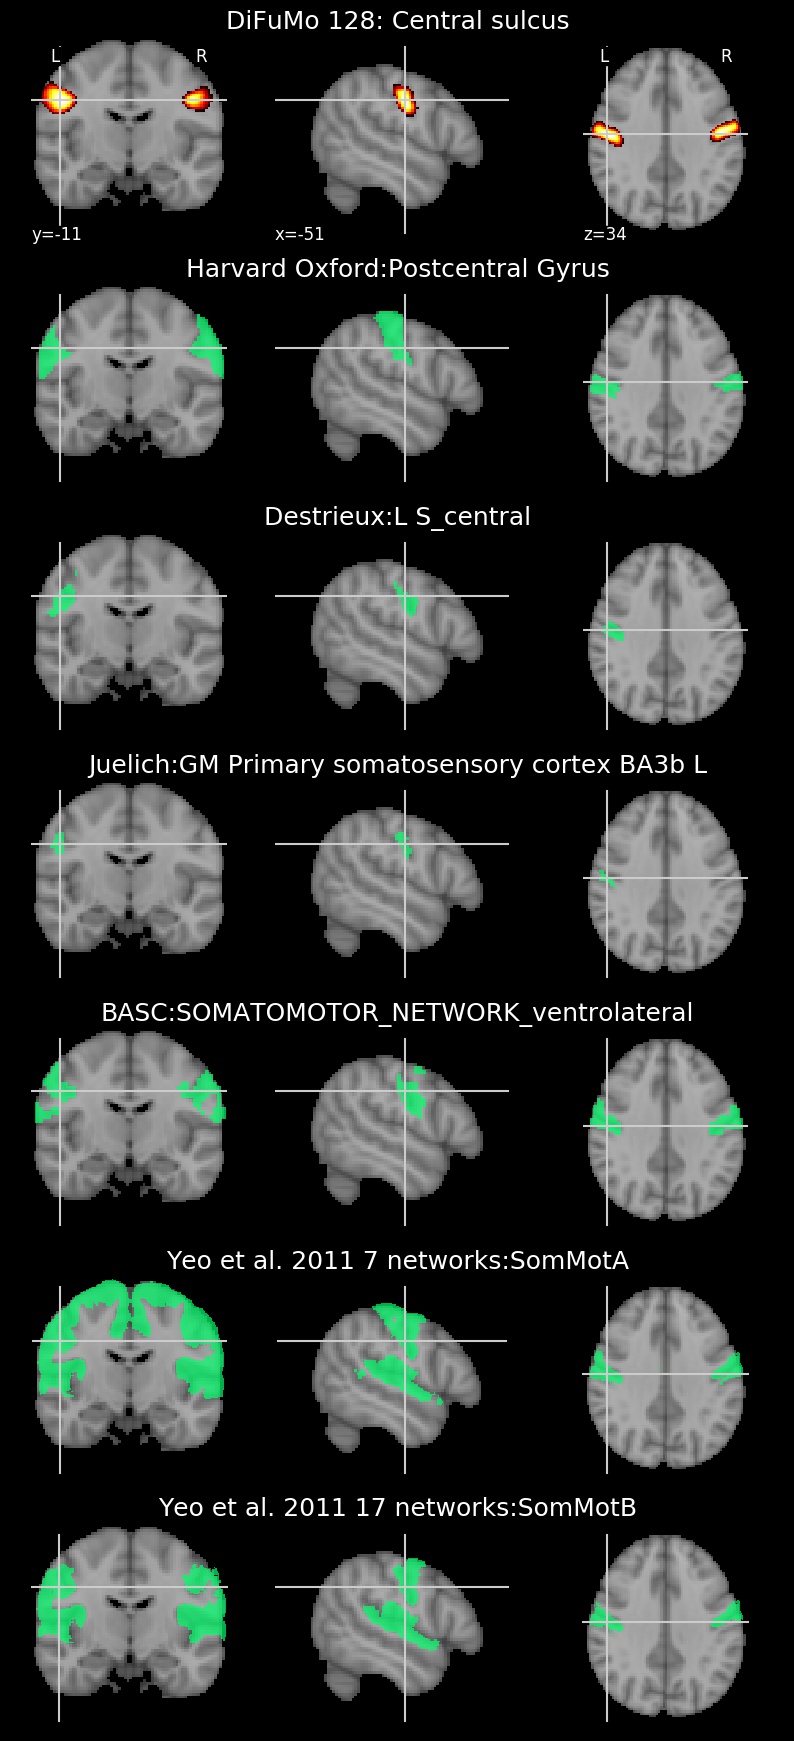 DiFuMo 128: Central sulcus
L R L R
y=-11 x=-51 z=34
Harvard Oxford:Postcentral Gyrus
Destrieux:L S_central
Juelich:GM Primary somatosensory cortex BA3b L
BASC:SOMATOMOTOR_NETWORK_ventrolateral
Yeo et al. 2011 7 networks:SomMotA
Yeo et al. 2011 17 networks:SomMotB